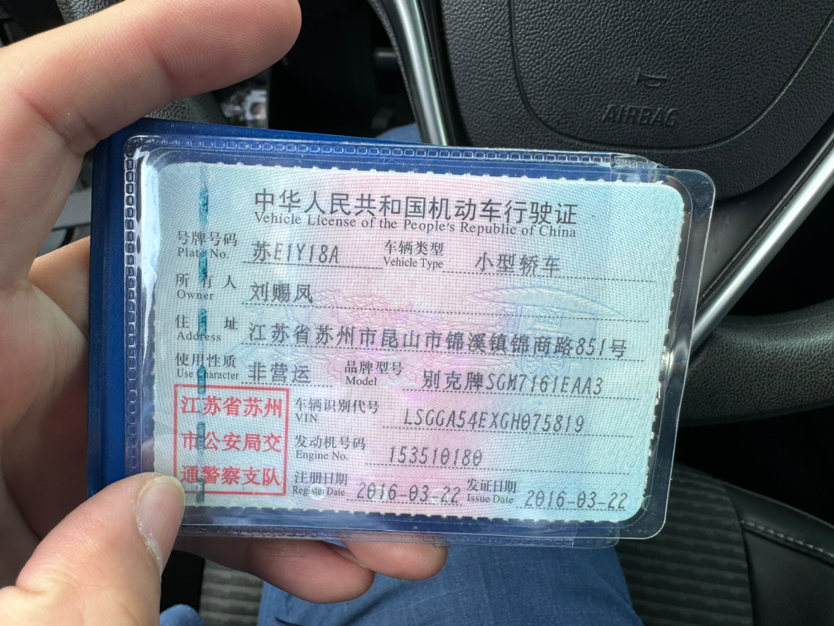 AIRBAG
中华人民共和国机动车行驶证
Vehicle License of the People's Republic of China
号牌号码 苏E1Y18A 车辆类型 小型轿车
Plate No. Vehicle Type
所有人 刘赐凤
Owner
住址 江苏省苏州市昆山市锦溪镇锦商路851号
Address
使用性质 非营运 品牌型号 别克牌SGM7161EAA3
Use Character Model
江苏省苏州
市公安局交
通警察支队
车辆识别代号 LSGGA54EXGH075819
VIN
发动机号码 153510180
Engine No.
注册日期 2016-03-22 发证日期 2016-03-22
Register Date Issue Date